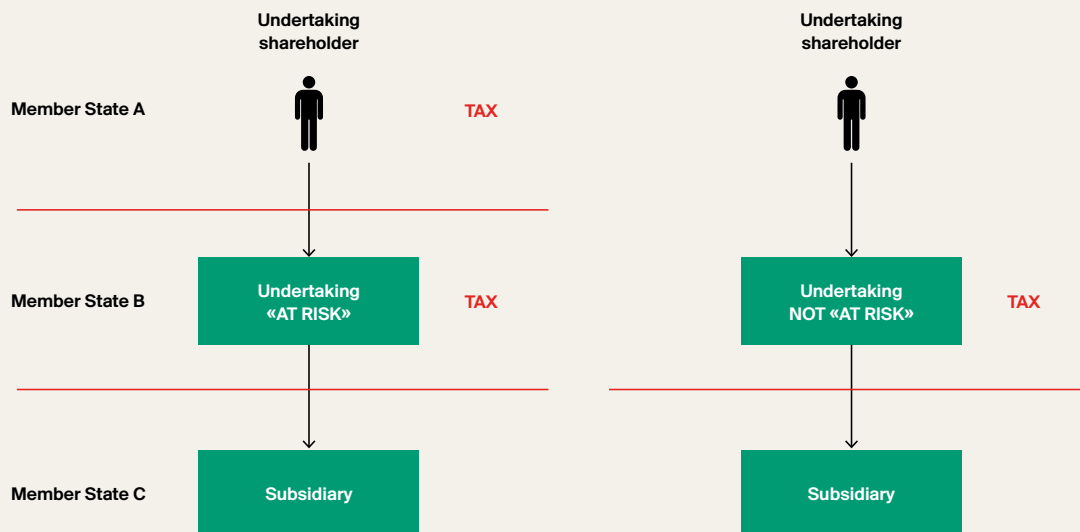 Undertaking
shareholder
Undertaking
shareholder
Member State A
TAX
Member State B
Undertaking
«AT RISK»
TAX
Undertaking
NOT «AT RISK»
TAX
Member State C
Subsidiary
Subsidiary